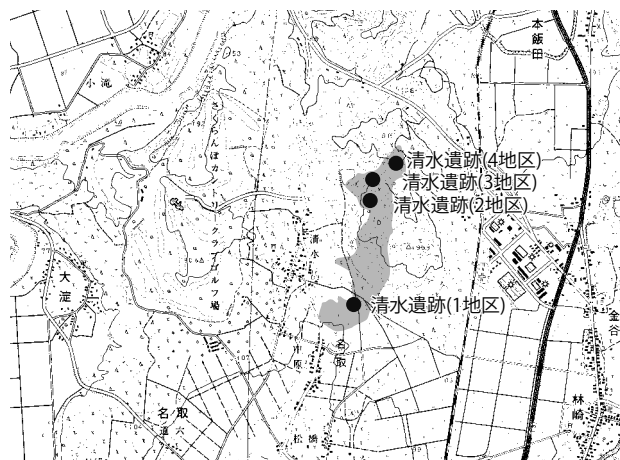 本飯田
小滝
清水遺跡(4地区)
清水遺跡(3地区)
清水遺跡(2地区)
さくらんぼカントリークラブゴルフ場
清水
大淀
清水遺跡(1地区)
金谷
中原
名取
名取
林崎
松橋